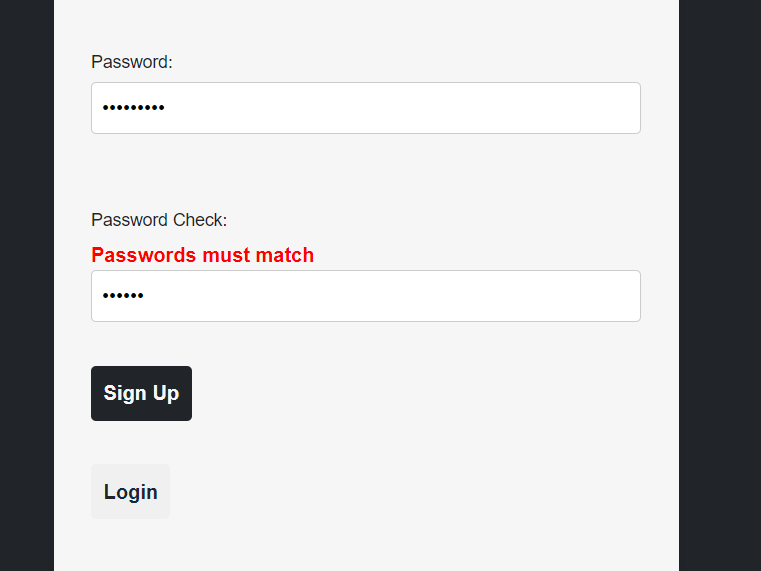 Password:
•••••••••
Password Check:
Passwords must match
••••••
Sign Up
Login